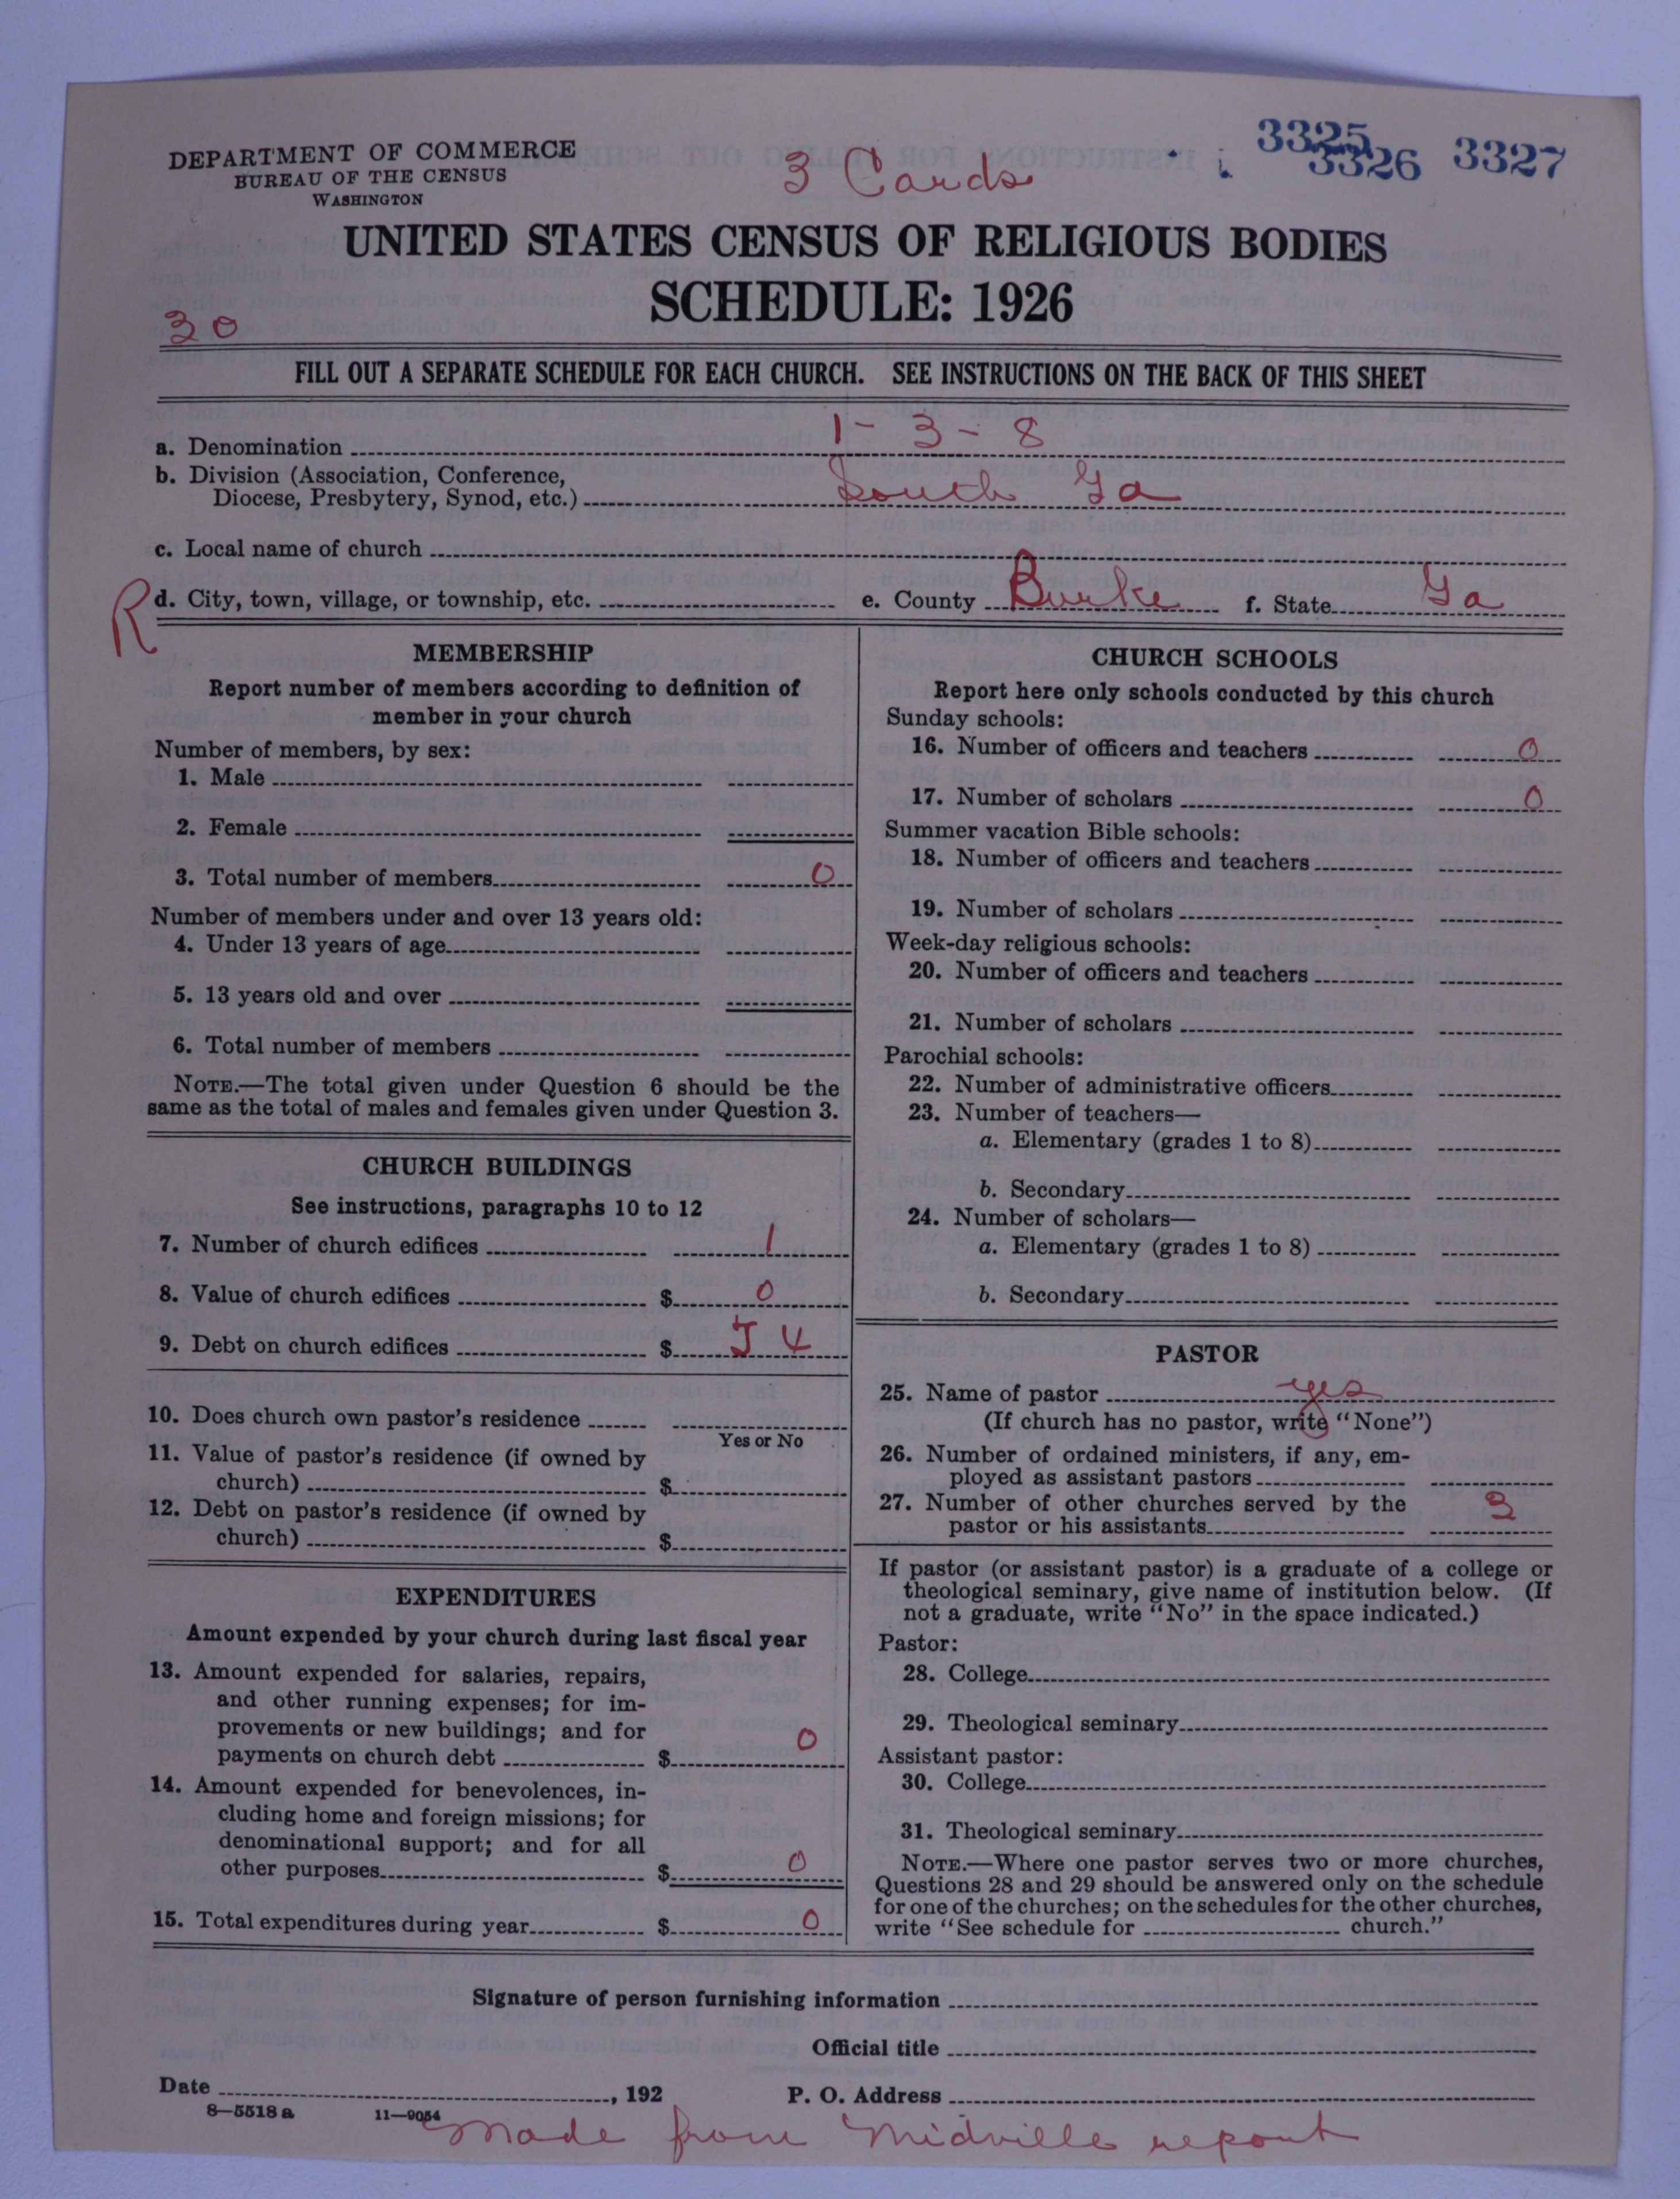 DEPARTMENT OF COMMERCE
BUREAU OF THE CENSUS
WASHINGTON
3 Cards
3325
3326 3327
UNITED STATES CENSUS OF RELIGIOUS BODIES
SCHEDULE: 1926
30
FILL OUT A SEPARATE SCHEDULE FOR EACH CHURCH. SEE INSTRUCTIONS ON THE BACK OF THIS SHEET
a. Denomination 1-3-8
b. Division (Association, Conference,
Diocese, Presbytery, Synod, etc.) South Ga
c. Local name of church
R
d. City, town, village, or township, etc. e. County Burke f. State Ga
MEMBERSHIP
Report number of members according to definition of
member in your church
Number of members, by sex:
1. Male
2. Female
3. Total number of members 0
Number of members under and over 13 years old:
4. Under 13 years of age
5. 13 years old and over
6. Total number of members
NOTE.—The total given under Question 6 should be the
same as the total of males and females given under Question 3.
CHURCH BUILDINGS
See instructions, paragraphs 10 to 12
7. Number of church edifices 1
8. Value of church edifices $ 0
9. Debt on church edifices $ J 4
10. Does church own pastor's residence
Yes or No
11. Value of pastor's residence (if owned by
church) $
12. Debt on pastor's residence (if owned by
church) $
EXPENDITURES
Amount expended by your church during last fiscal year
13. Amount expended for salaries, repairs,
and other running expenses; for im-
provements or new buildings; and for
payments on church debt $ 0
14. Amount expended for benevolences, in-
cluding home and foreign missions; for
denominational support; and for all
other purposes $ 0
15. Total expenditures during year $ 0
CHURCH SCHOOLS
Report here only schools conducted by this church
Sunday schools:
16. Number of officers and teachers 0
17. Number of scholars 0
Summer vacation Bible schools:
18. Number of officers and teachers
19. Number of scholars
Week-day religious schools:
20. Number of officers and teachers
21. Number of scholars
Parochial schools:
22. Number of administrative officers
23. Number of teachers—
a. Elementary (grades 1 to 8)
b. Secondary
24. Number of scholars—
a. Elementary (grades 1 to 8)
b. Secondary
PASTOR
25. Name of pastor yes
(If church has no pastor, write "None")
26. Number of ordained ministers, if any, em-
ployed as assistant pastors
27. Number of other churches served by the
pastor or his assistants 3
If pastor (or assistant pastor) is a graduate of a college or
theological seminary, give name of institution below. (If
not a graduate, write "No" in the space indicated.)
Pastor:
28. College
29. Theological seminary
Assistant pastor:
30. College
31. Theological seminary
NOTE.—Where one pastor serves two or more churches,
Questions 28 and 29 should be answered only on the schedule
for one of the churches; on the schedules for the other churches,
write "See schedule for church."
Signature of person furnishing information
Official title
Date , 192 P. O. Address
8—5518 a 11—9054
made from Midville report